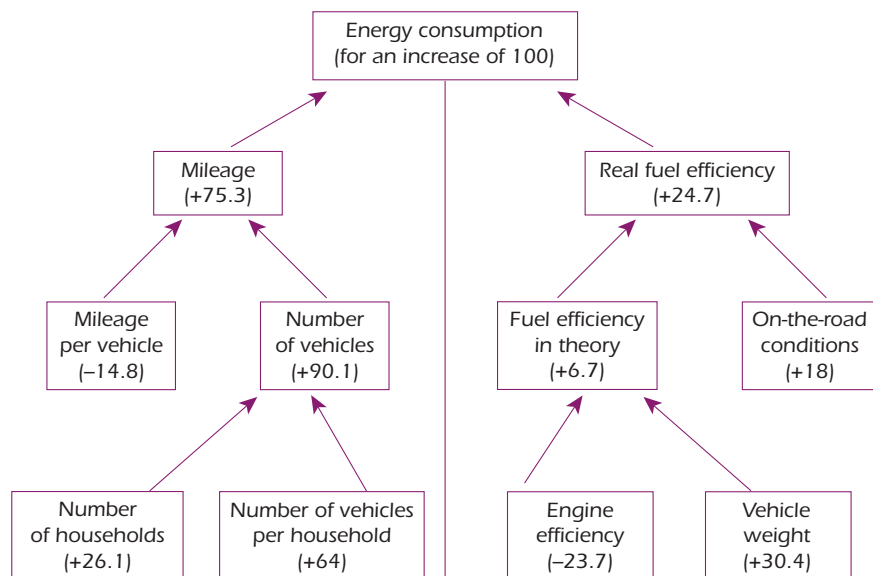 Energy consumption
(for an increase of 100)
Mileage
(+75.3)
Real fuel efficiency
(+24.7)
Mileage
per vehicle
(–14.8)
Number
of vehicles
(+90.1)
Fuel efficiency
in theory
(+6.7)
On-the-road
conditions
(+18)
Number
of households
(+26.1)
Number of vehicles
per household
(+64)
Engine
efficiency
(–23.7)
Vehicle
weight
(+30.4)